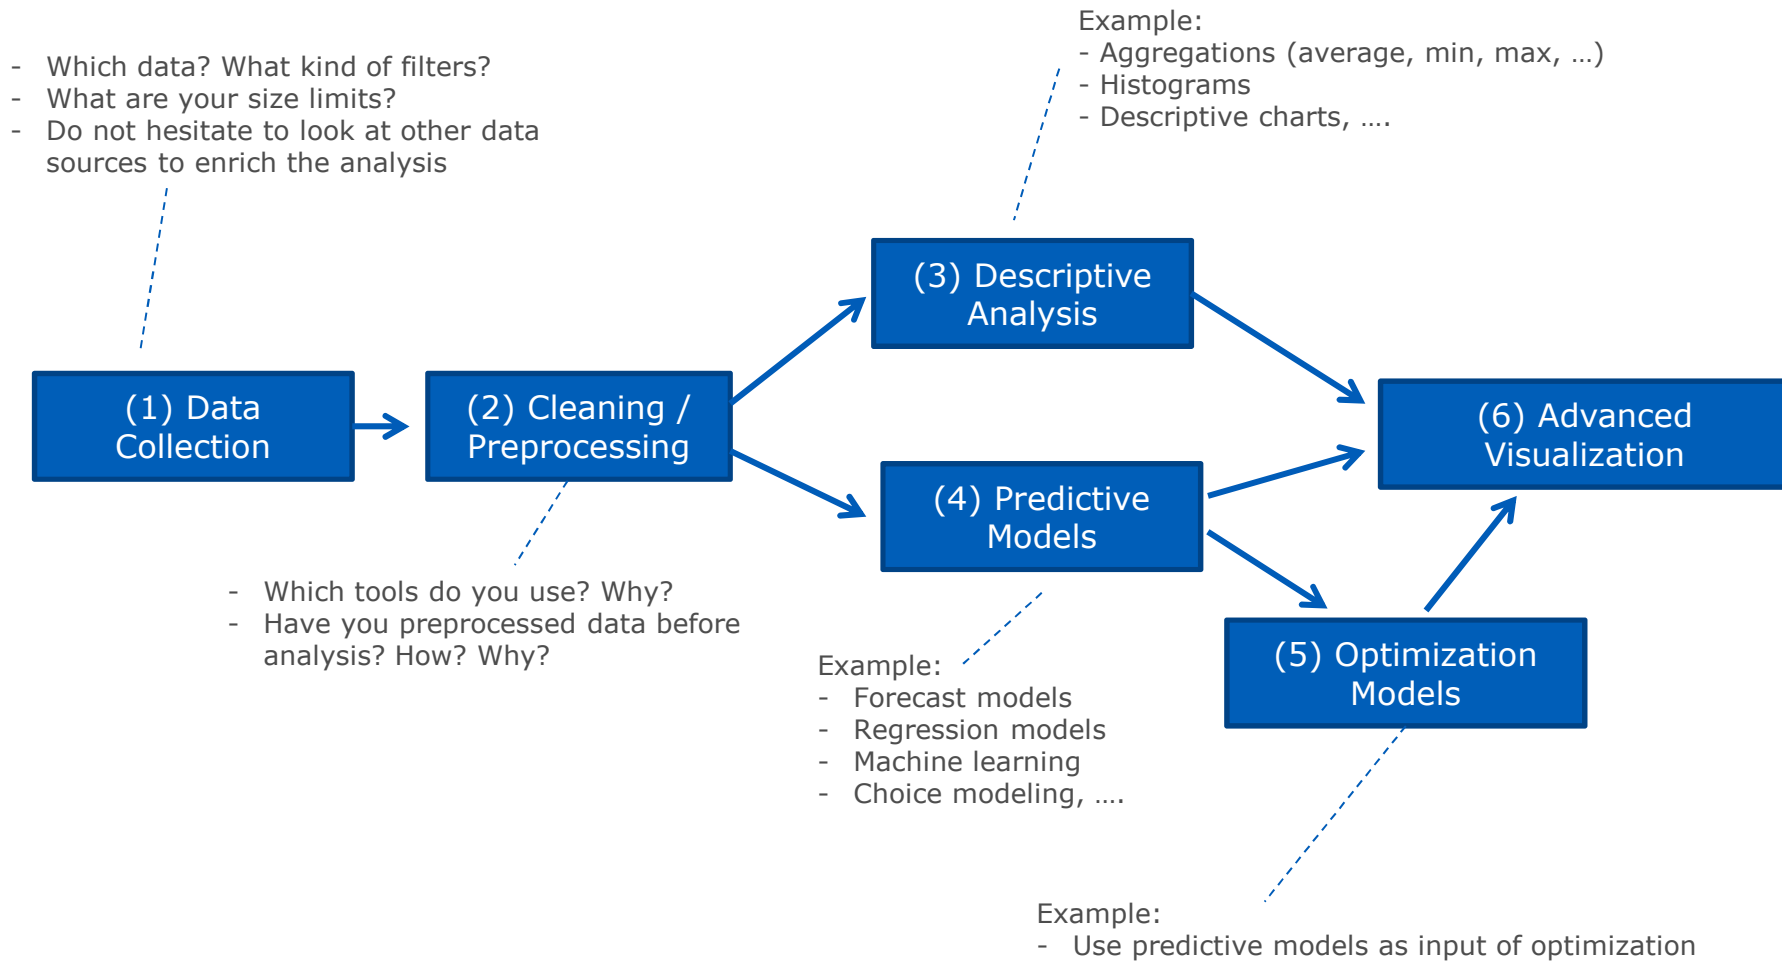 - Which data? What kind of filters?
- What are your size limits?
- Do not hesitate to look at other data
sources to enrich the analysis
(1) Data
Collection
(2) Cleaning /
Preprocessing
- Which tools do you use? Why?
- Have you preprocessed data before
analysis? How? Why?
Example:
- Aggregations (average, min, max, …)
- Histograms
- Descriptive charts, ….
(3) Descriptive
Analysis
(4) Predictive
Models
Example:
- Forecast models
- Regression models
- Machine learning
- Choice modeling, ….
(5) Optimization
Models
Example:
- Use predictive models as input of optimization
(6) Advanced
Visualization